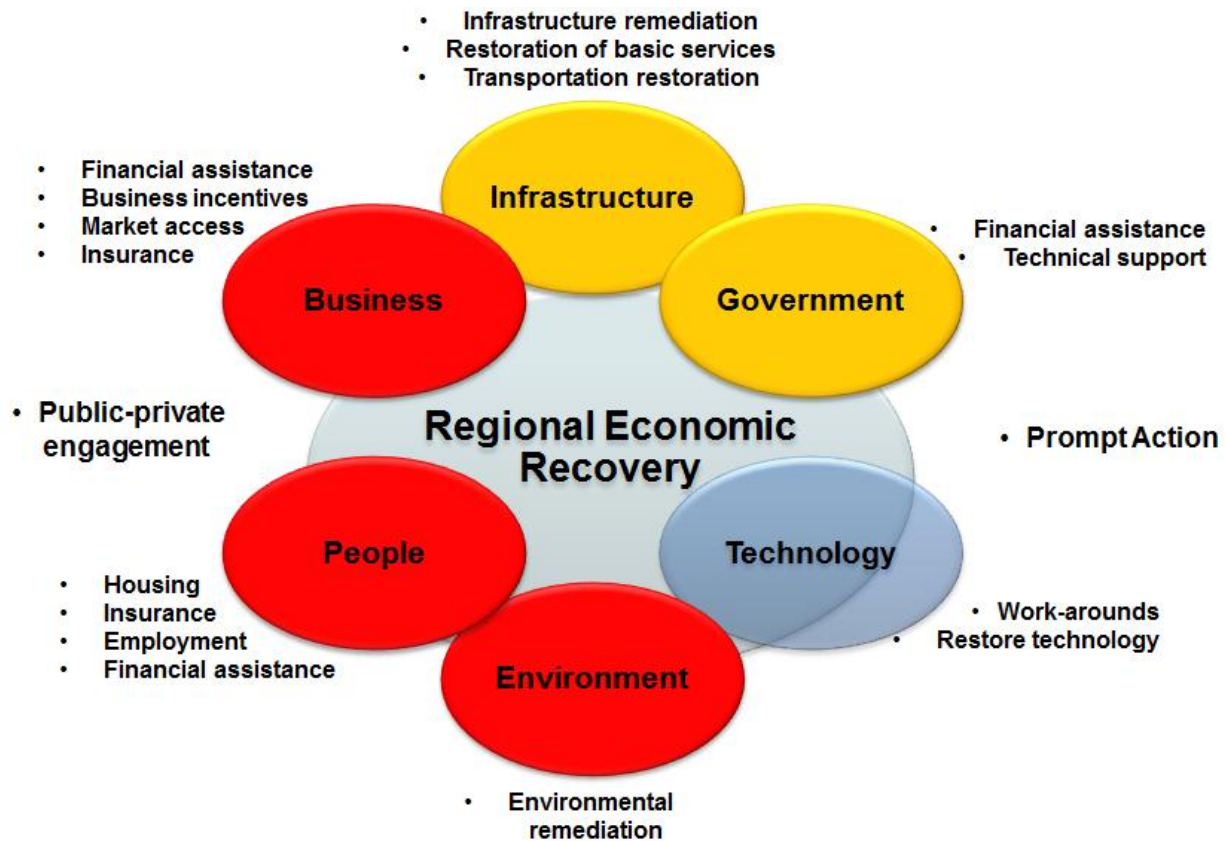 • Infrastructure remediation
• Restoration of basic services
• Transportation restoration
Infrastructure
• Financial assistance
• Business incentives
• Market access
• Insurance
Business
• Financial assistance
• Technical support
Government
• Public-private
engagement
Regional Economic
Recovery
• Prompt Action
People
• Housing
• Insurance
• Employment
• Financial assistance
Technology
• Work-arounds
• Restore technology
Environment
• Environmental
remediation